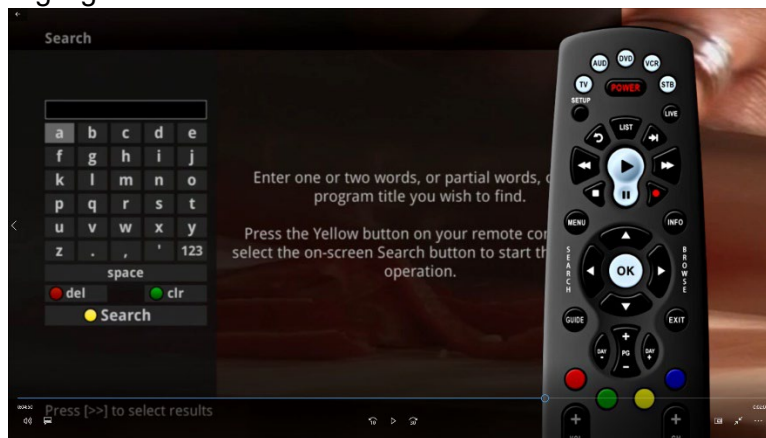 Search
a b c d e
f g h i j
k l m n o
p q r s t
u v w x y
z . , ' 123
space
del clr
Search
Enter one or two words, or partial words,
program title you wish to find.
Press the Yellow button on your remote
select the on-screen Search button to start
operation.
Press [>>] to select results
10 30
AUD DVD VCR
TV POWER STB
SETUP
LIVE
LIST
MENU INFO
SEARCH
OK
BROWSE
GUIDE EXIT
+
DAY - PG DAY +
-
+ +